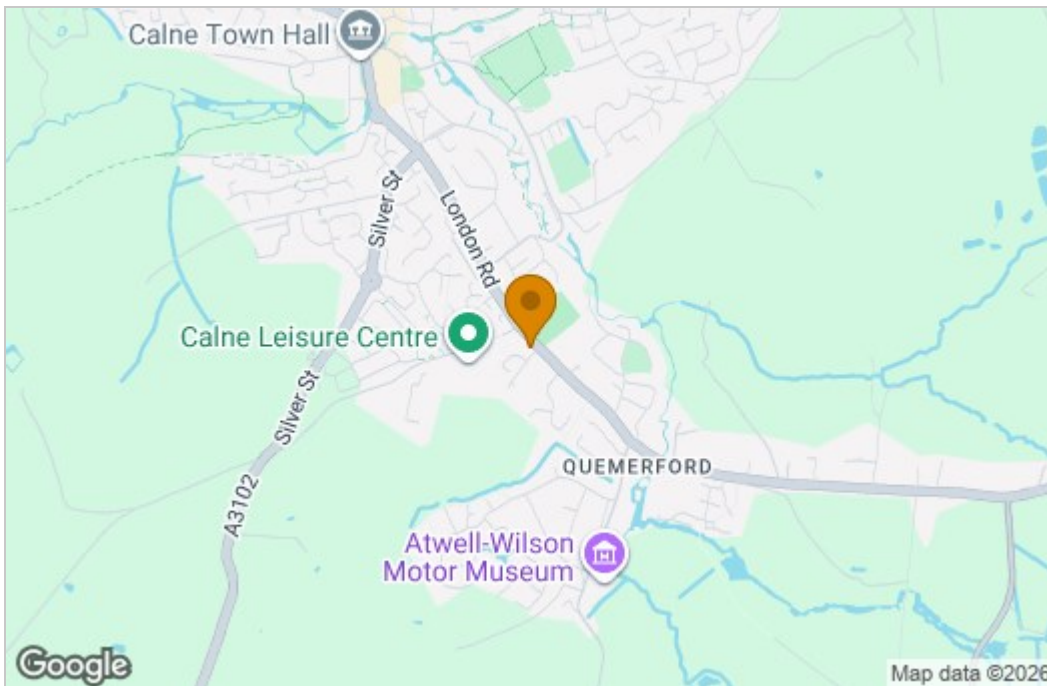 Calne Town Hall
Silver St
London Rd
Calne Leisure Centre
Silver St
A3102
QUEMERFORD
Atwell-Wilson
Motor Museum
Google
Map data ©2026